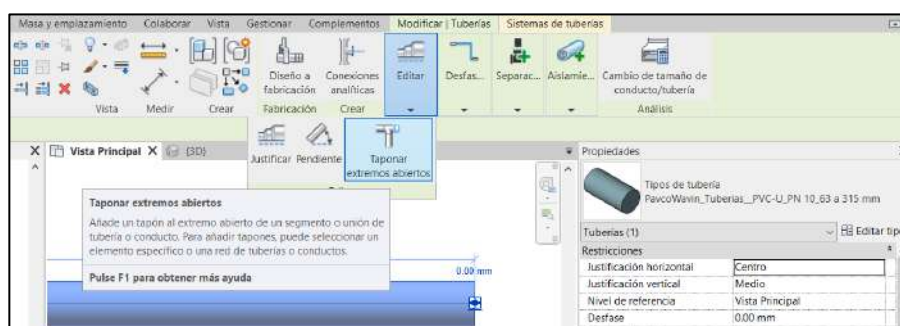 Masa y emplazamiento Colaborar Vista Gestionar Complementos Modificar | Tuberías Sistemas de tuberías
Diseño a fabricación
Conexiones analíticas
Editar
Desfas...
Separac...
Aislamie...
Cambio de tamaño de conducto/tubería
Vista Medir Crear Fabricación Crear Análisis
Justificar Pendiente Taponar extremos abiertos
X Vista Principal X {3D}
Taponar extremos abiertos
Añade un tapón al extremo abierto de un segmento o unión de
tubería o conducto. Para añadir tapones, puede seleccionar un
elemento específico o una red de tuberías o conductos.
Pulse F1 para obtener más ayuda
0.00 mm
Propiedades
Tipos de tubería
PavcoWavin_Tuberias__PVC-U_PN 10_63 a 315 mm
Tuberías (1) Editar tipo
Restricciones
Justificación horizontal Centro
Justificación vertical Medio
Nivel de referencia Vista Principal
Desfase 0.00 mm